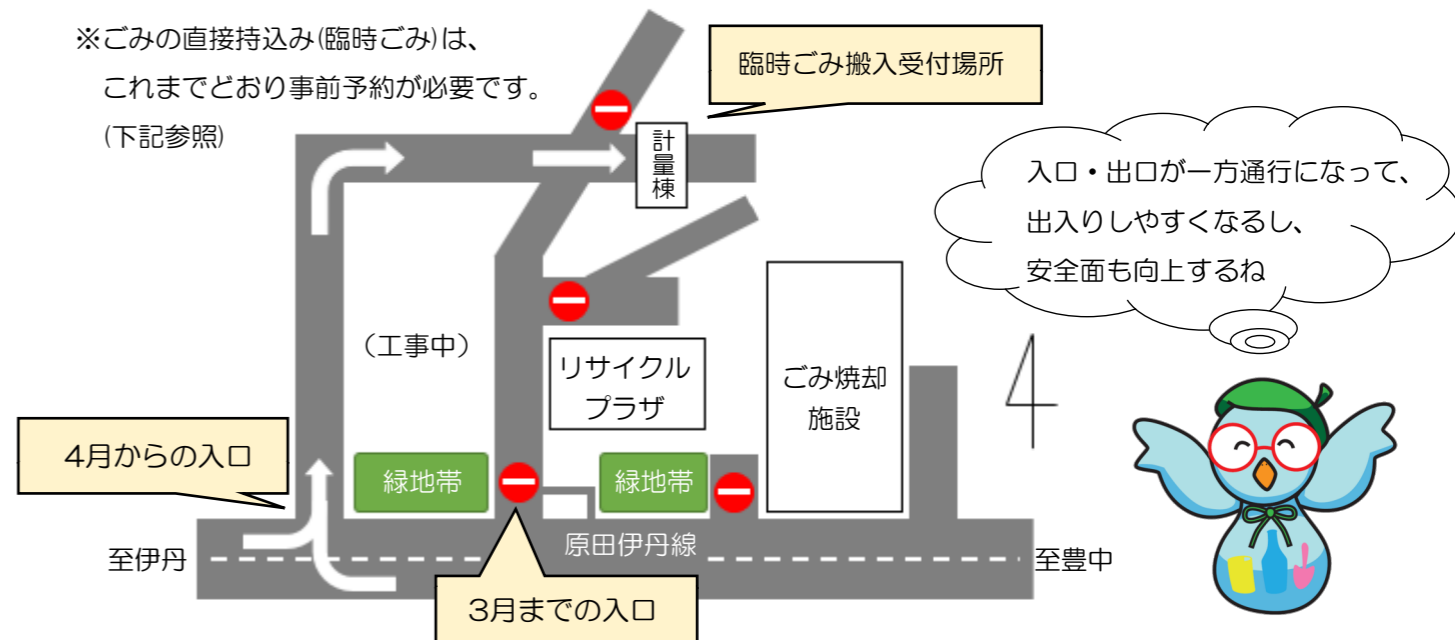 ※ごみの直接持込み(臨時ごみ)は、
これまでどおり事前予約が必要です。
(下記参照)
臨時ごみ搬入受付場所
計量棟
入口・出口が一方通行になって、
出入りしやすくなるし、
安全面も向上するね
（工事中）
リサイクル
プラザ
ごみ焼却
施設
4月からの入口
緑地帯
緑地帯
原田伊丹線
至伊丹
至豊中
3月までの入口